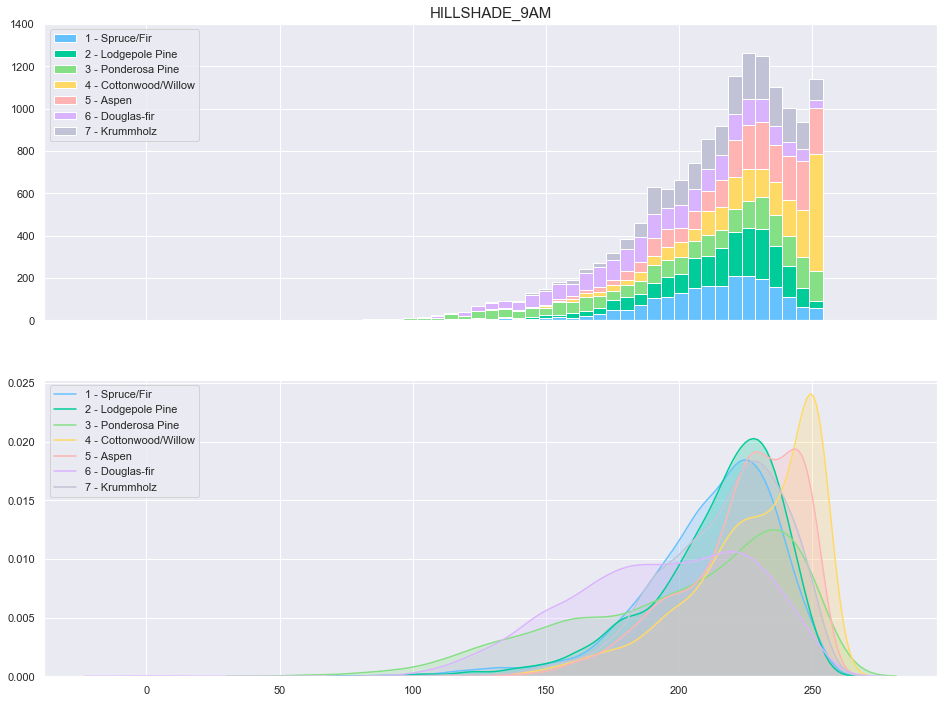 HILLSHADE_9AM
1400
1200
1000
800
600
400
200
0
1 - Spruce/Fir
2 - Lodgepole Pine
3 - Ponderosa Pine
4 - Cottonwood/Willow
5 - Aspen
6 - Douglas-fir
7 - Krummholz
0.025
0.020
0.015
0.010
0.005
0.000
1 - Spruce/Fir
2 - Lodgepole Pine
3 - Ponderosa Pine
4 - Cottonwood/Willow
5 - Aspen
6 - Douglas-fir
7 - Krummholz
0 50 100 150 200 250